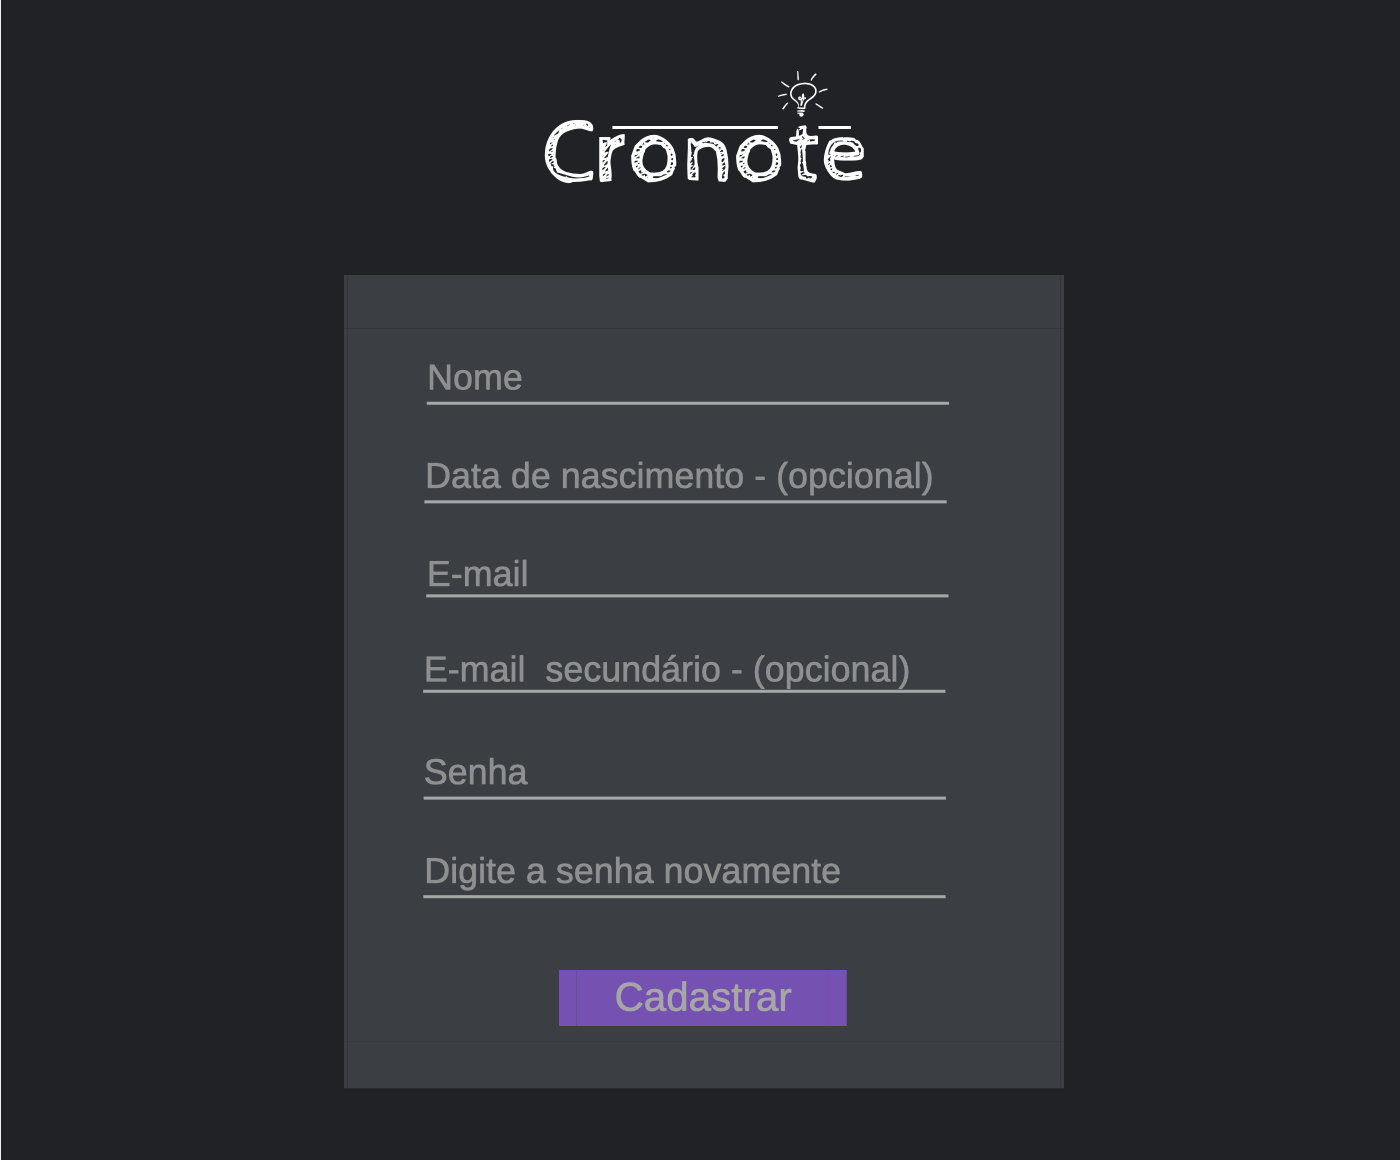 Cronote
Nome
Data de nascimento - (opcional)
E-mail
E-mail  secundário - (opcional)
Senha
Digite a senha novamente
Cadastrar